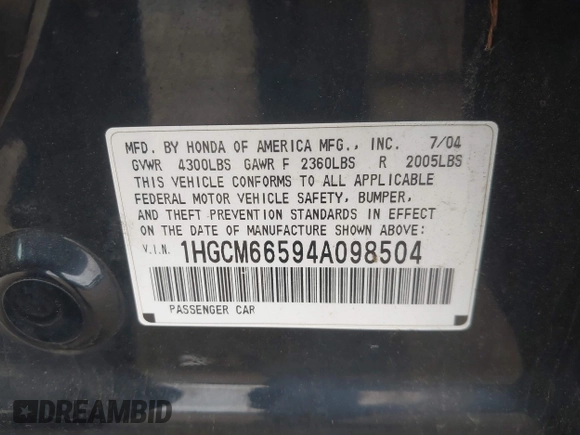 MFD. BY HONDA OF AMERICA MFG., INC. 7/04
GVWR 4300LBS GAWR F 2360LBS R 2005LBS
THIS VEHICLE CONFORMS TO ALL APPLICABLE
FEDERAL MOTOR VEHICLE SAFETY, BUMPER,
AND THEFT PREVENTION STANDARDS IN EFFECT
ON THE DATE OF MANUFACTURE SHOWN ABOVE:
V.I.N. 1HGCM66594A098504
PASSENGER CAR
DREAMBID